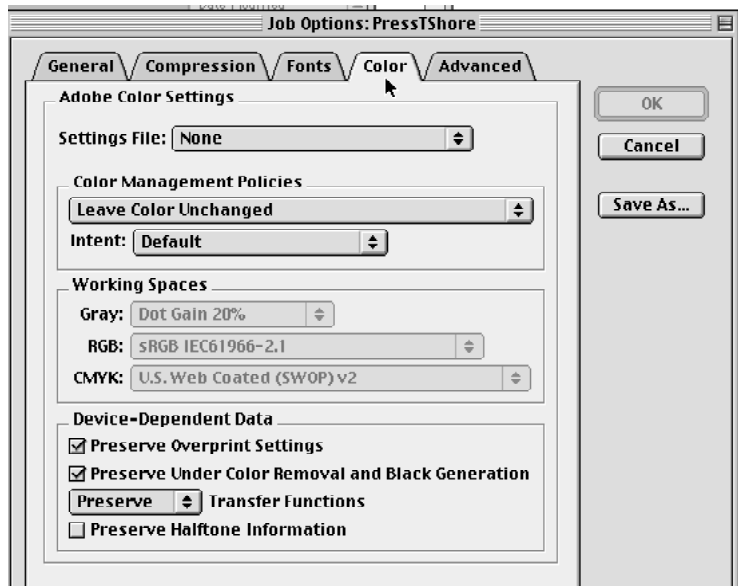 Job Options: PressTShore
General Compression Fonts Color Advanced
Adobe Color Settings
OK
Settings File: None
Cancel
Color Management Policies
Leave Color Unchanged
Save As...
Intent: Default
Working Spaces
Gray: Dot Gain 20%
RGB: sRGB IEC61966-2.1
CMYK: U.S. Web Coated (SWOP) v2
Device-Dependent Data
Preserve Overprint Settings
Preserve Under Color Removal and Black Generation
Preserve Transfer Functions
Preserve Halftone Information